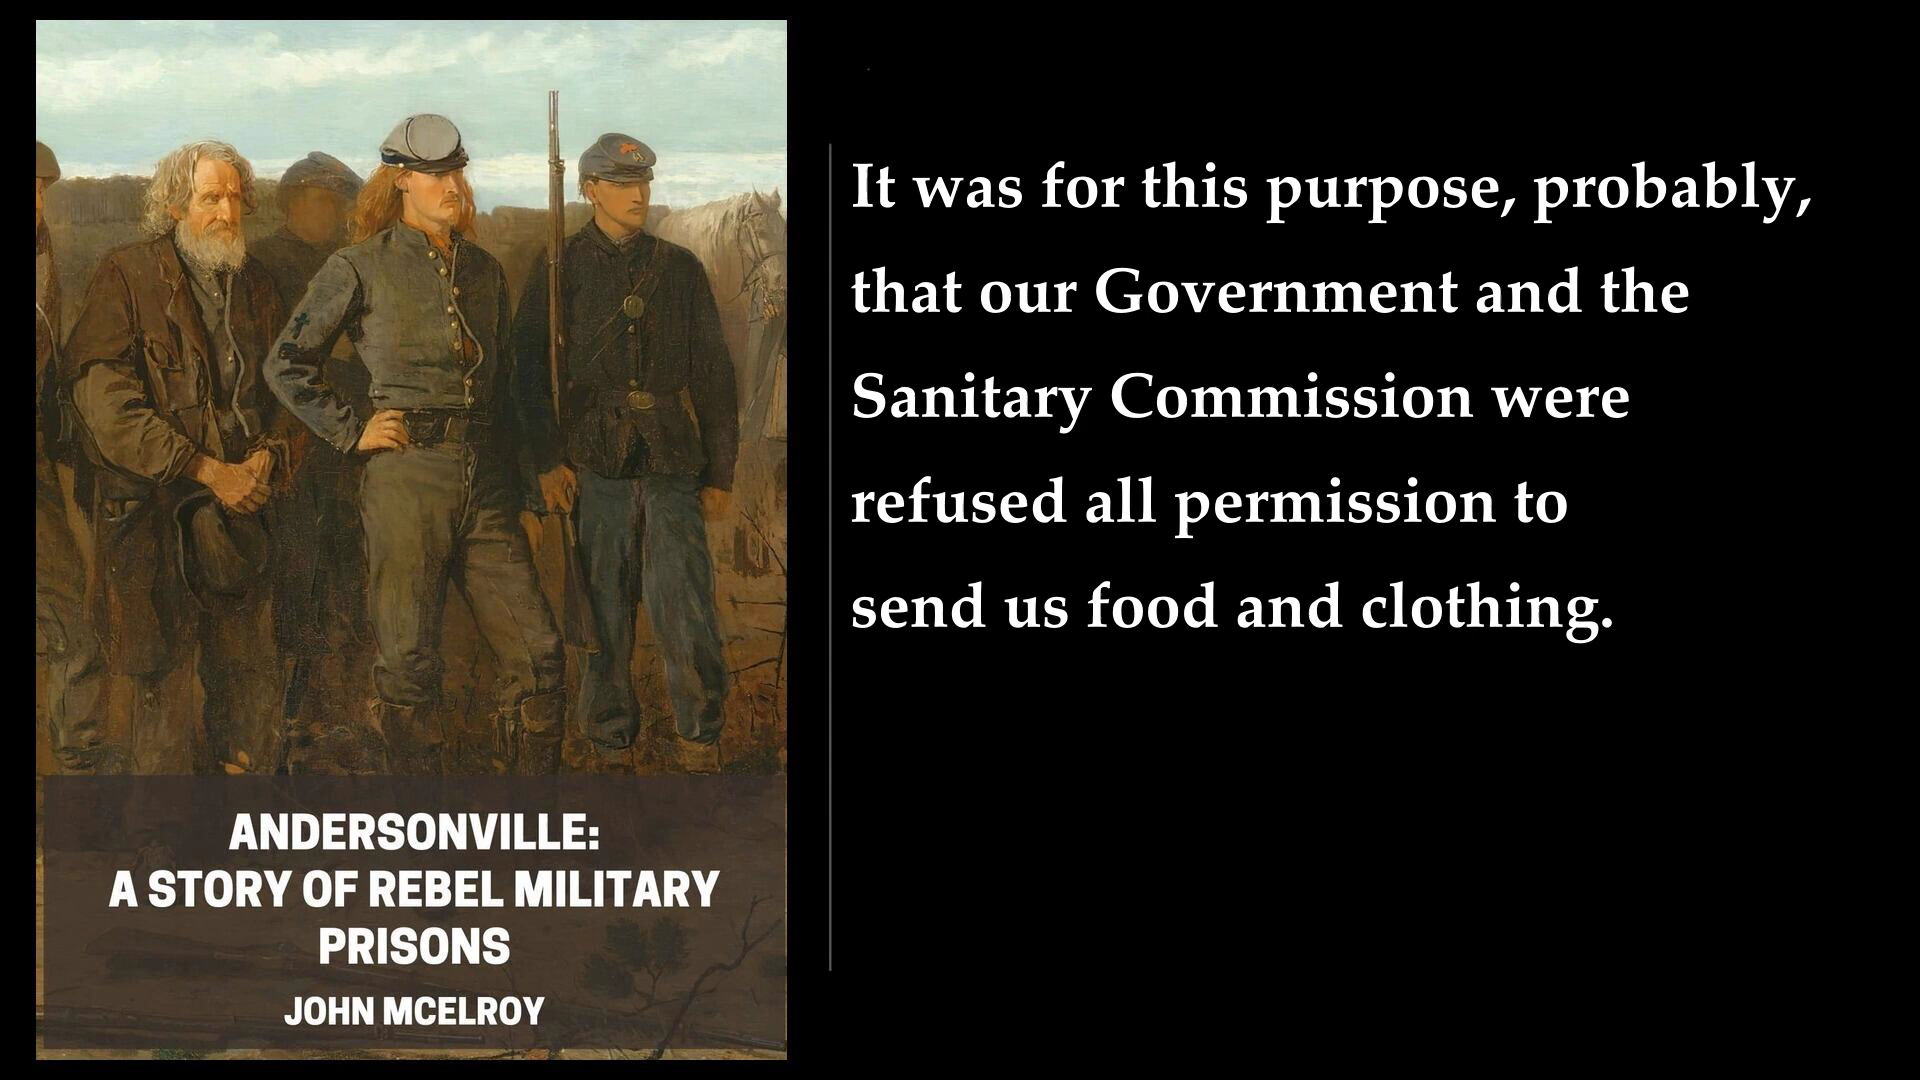 ANDERSONVILLE:
A STORY OF REBEL MILITARY
PRISONS
JOHN MCELROY
It was for this purpose, probably,
that our Government and the
Sanitary Commission were
refused all permission to
send us food and clothing.